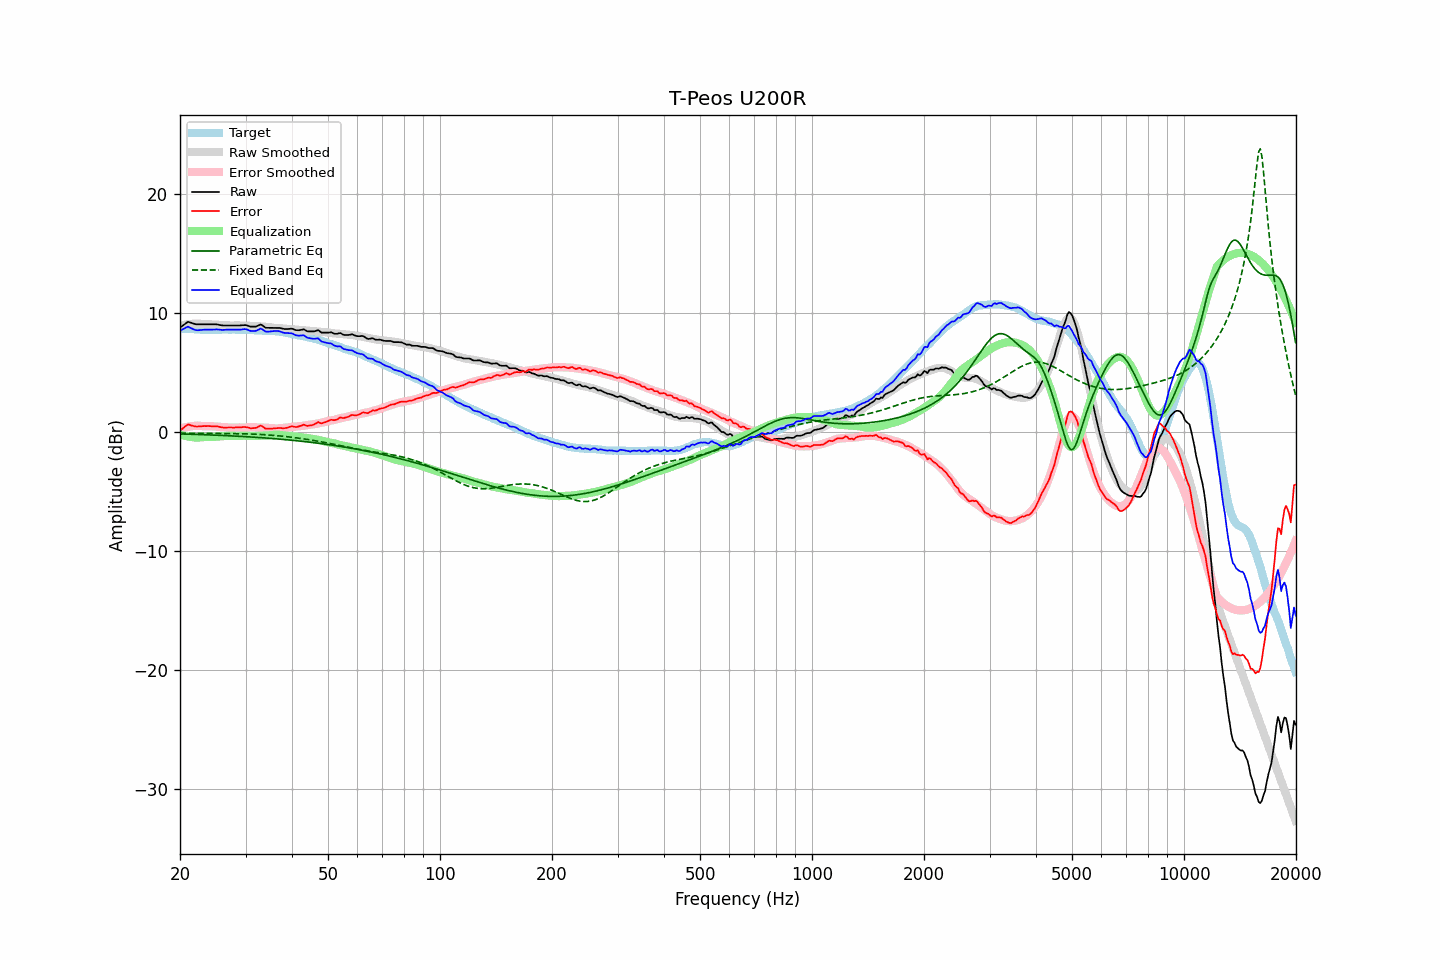 T-Peos U200R
Target
Raw Smoothed
Error Smoothed
Raw
Error
Equalization
Parametric Eq
Fixed Band Eq
Equalized
Amplitude (dBr)
20
10
0
−10
−20
−30
20
50
100
200
500
1000
2000
5000
10000
20000
Frequency (Hz)